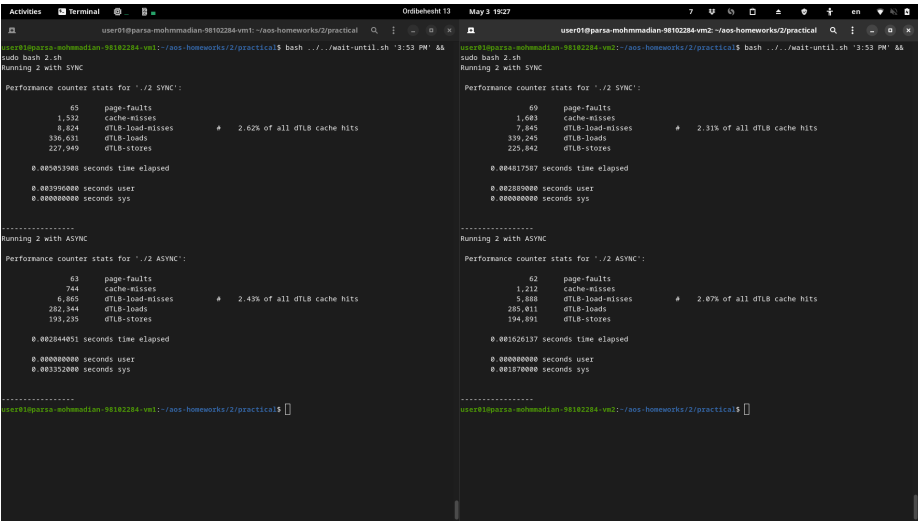 Activities Terminal Ordibehesht 13 May 3 19:27 7 en
user01@parsa-mohmmadian-98102284-vm1: ~/aos-homeworks/2/practical
user01@parsa-mohmmadian-98102284-vm1:~/aos-homeworks/2/practical$ bash ../../wait-until.sh '3:53 PM' &&
sudo bash 2.sh
Running 2 with SYNC
Performance counter stats for './2 SYNC':
65 page-faults
1,532 cache-misses
8,824 dTLB-load-misses # 2.62% of all dTLB cache hits
336,631 dTLB-loads
227,949 dTLB-stores
0.005053908 seconds time elapsed
0.003996000 seconds user
0.000000000 seconds sys
-----------------
Running 2 with ASYNC
Performance counter stats for './2 ASYNC':
63 page-faults
744 cache-misses
6,865 dTLB-load-misses # 2.43% of all dTLB cache hits
282,344 dTLB-loads
193,235 dTLB-stores
0.002844051 seconds time elapsed
0.000000000 seconds user
0.003352000 seconds sys
-----------------
user01@parsa-mohmmadian-98102284-vm1:~/aos-homeworks/2/practical$
user01@parsa-mohmmadian-98102284-vm2: ~/aos-homeworks/2/practical
user01@parsa-mohmmadian-98102284-vm2:~/aos-homeworks/2/practical$ bash ../../wait-until.sh '3:53 PM' &&
sudo bash 2.sh
Running 2 with SYNC
Performance counter stats for './2 SYNC':
69 page-faults
1,603 cache-misses
7,845 dTLB-load-misses # 2.31% of all dTLB cache hits
339,245 dTLB-loads
225,842 dTLB-stores
0.004817587 seconds time elapsed
0.002889000 seconds user
0.000000000 seconds sys
-----------------
Running 2 with ASYNC
Performance counter stats for './2 ASYNC':
62 page-faults
1,212 cache-misses
5,888 dTLB-load-misses # 2.07% of all dTLB cache hits
285,011 dTLB-loads
194,891 dTLB-stores
0.001626137 seconds time elapsed
0.000000000 seconds user
0.001870000 seconds sys
-----------------
user01@parsa-mohmmadian-98102284-vm2:~/aos-homeworks/2/practical$